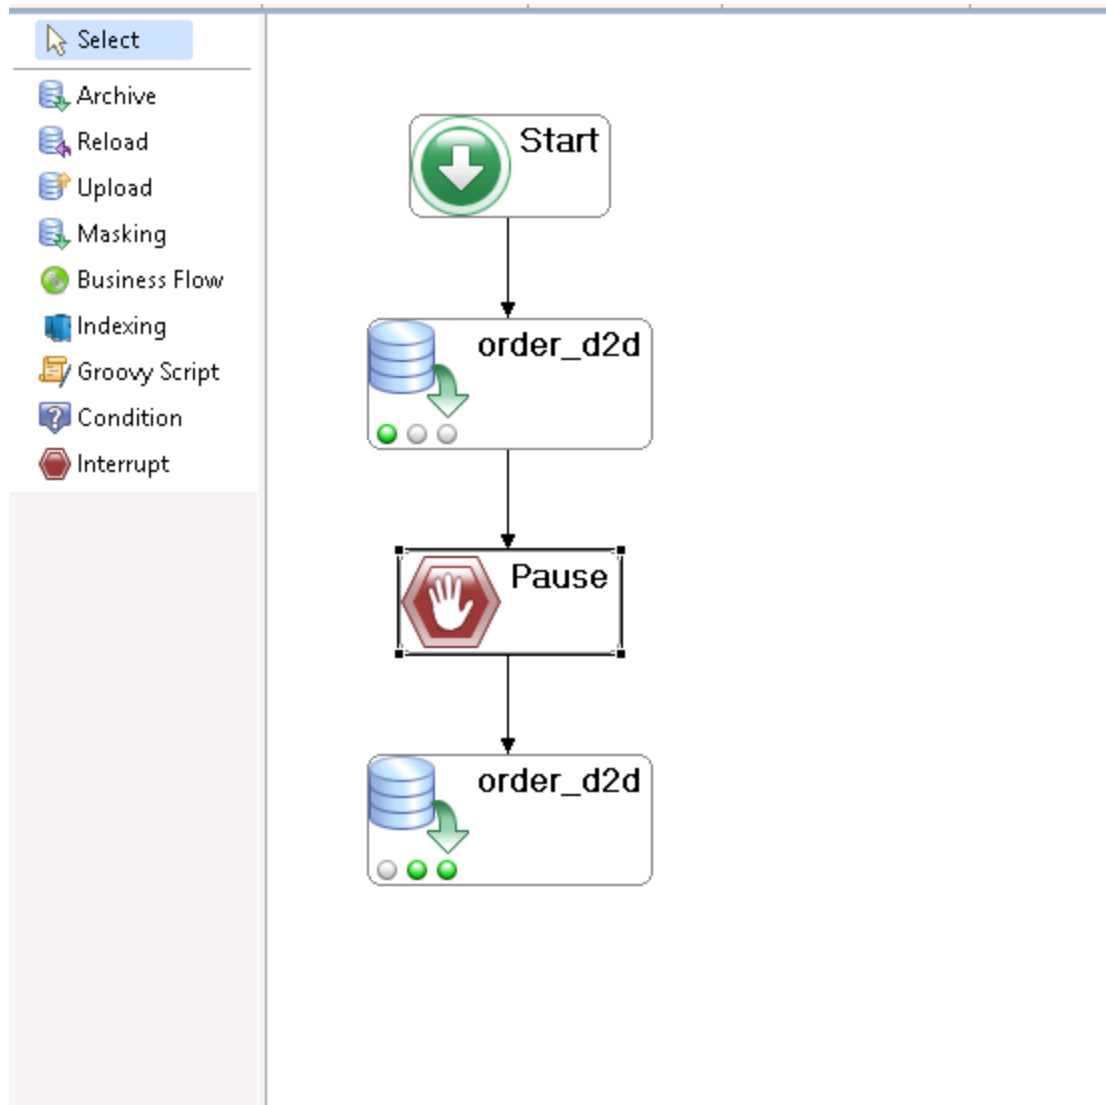 Select
Archive
Reload
Upload
Masking
Business Flow
Indexing
Groovy Script
Condition
Interrupt
Start
order_d2d
Pause
order_d2d